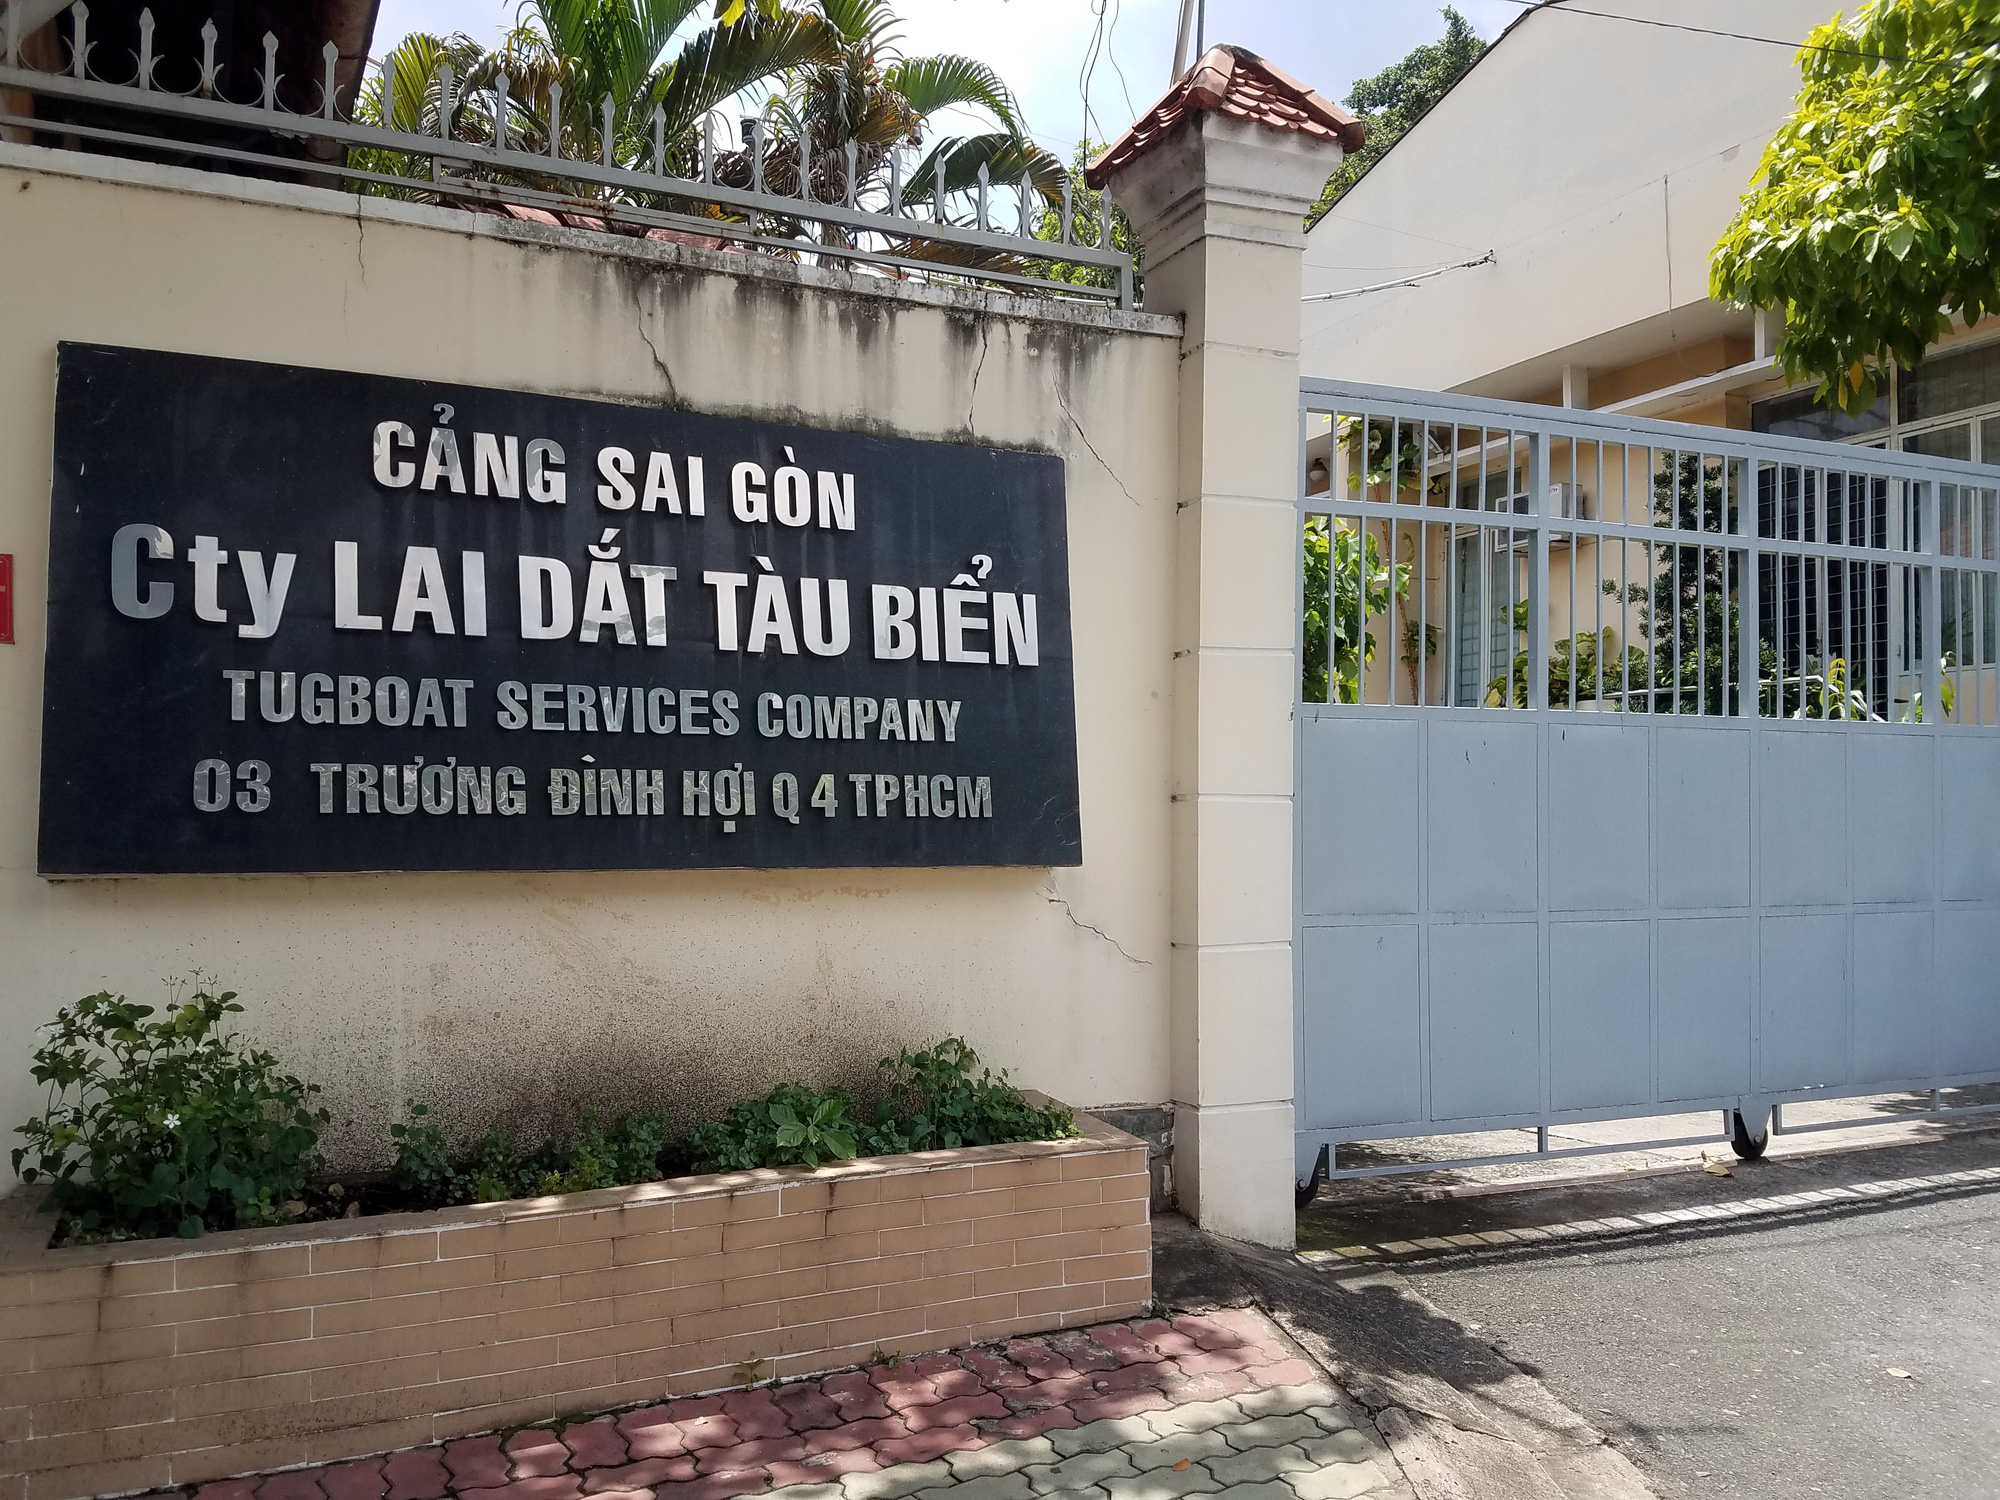 CẢNG SAI GÒN
Cty LAI DẮT TÀU BIỂN
TUGBOAT SERVICES COMPANY
03 TRƯƠNG ĐÌNH HỢI Q 4 TPHCM